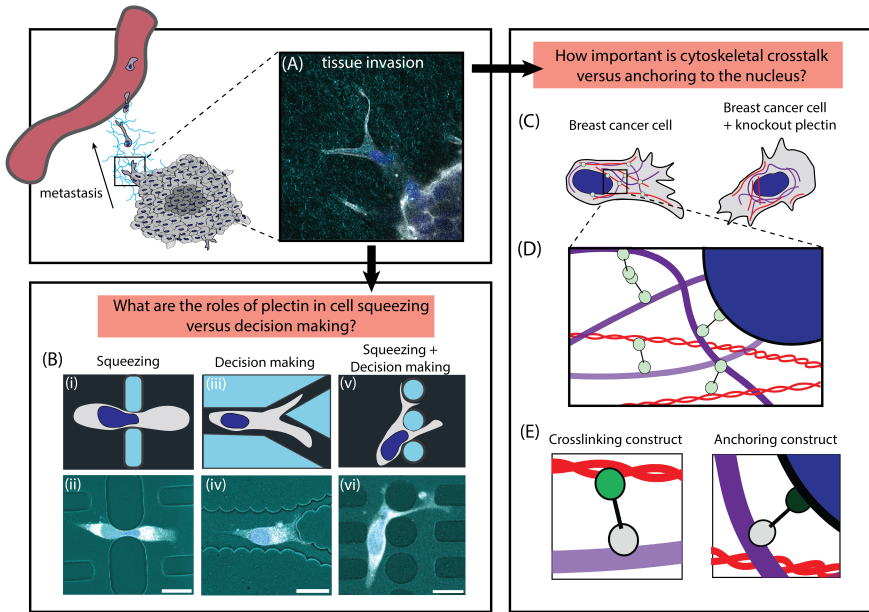 (A)
tissue invasion
metastasis
What are the roles of plectin in cell squeezing
versus decision making?
(B)
Squeezing
Decision making
Squeezing +
Decision making
(i)
(iii)
(v)
(ii)
(iv)
(vi)
How important is cytoskeletal crosstalk
versus anchoring to the nucleus?
(C)
Breast cancer cell
Breast cancer cell
+ knockout plectin
(D)
(E)
Crosslinking construct
Anchoring construct